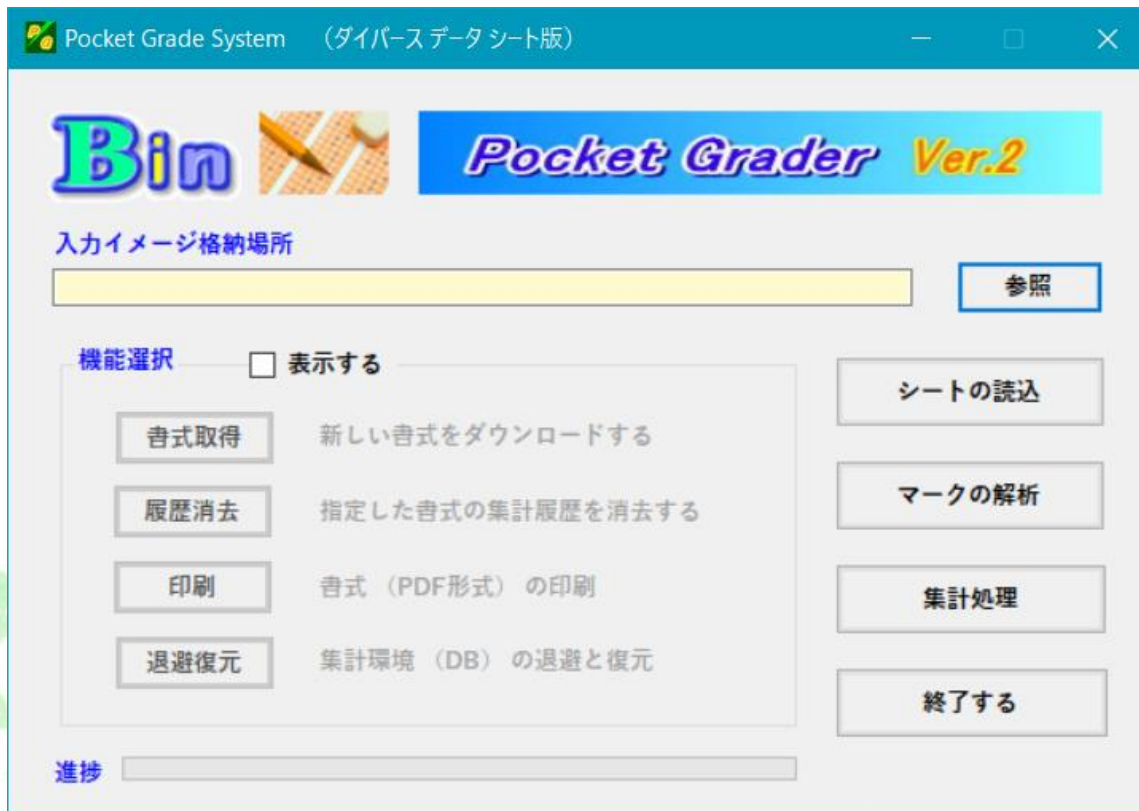 Pocket Grade System （ダイバース データ シート版）
Bin Pocket Grader Ver.2
入力イメージ格納場所
参照
機能選択 表示する
書式取得 新しい書式をダウンロードする
履歴消去 指定した書式の集計履歴を消去する
印刷 書式 （PDF形式） の印刷
退避復元 集計環境 （DB） の退避と復元
シートの読込
マークの解析
集計処理
終了する
進捗